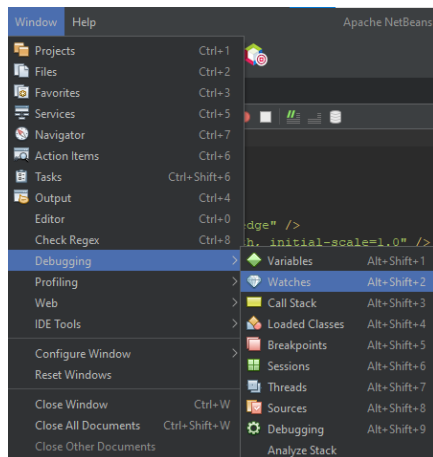 Window Help Apache NetBeans
Projects Ctrl+1
Files Ctrl+2
Favorites Ctrl+3
Services Ctrl+5
Navigator Ctrl+7
Action Items Ctrl+6
Tasks Ctrl+Shift+6
Output Ctrl+4
Editor Ctrl+0
edge" />
Check Regex Ctrl+8
h, initial-scale=1.0" />
Debugging
Variables Alt+Shift+1
Profiling
Watches Alt+Shift+2
Web
Call Stack Alt+Shift+3
IDE Tools
Loaded Classes Alt+Shift+4
Breakpoints Alt+Shift+5
Configure Window
Sessions Alt+Shift+6
Reset Windows
Threads Alt+Shift+7
Close Window Ctrl+W
Sources Alt+Shift+8
Close All Documents Ctrl+Shift+W
Debugging Alt+Shift+9
Close Other Documents
Analyze Stack